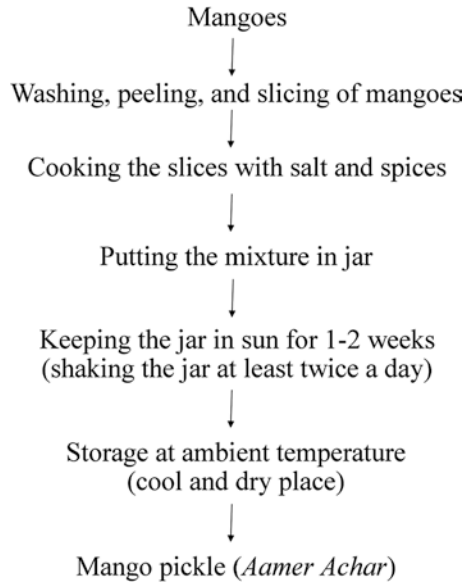 Mangoes
Washing, peeling, and slicing of mangoes
Cooking the slices with salt and spices
Putting the mixture in jar
Keeping the jar in sun for 1-2 weeks
(shaking the jar at least twice a day)
Storage at ambient temperature
(cool and dry place)
Mango pickle (Aamer Achar)